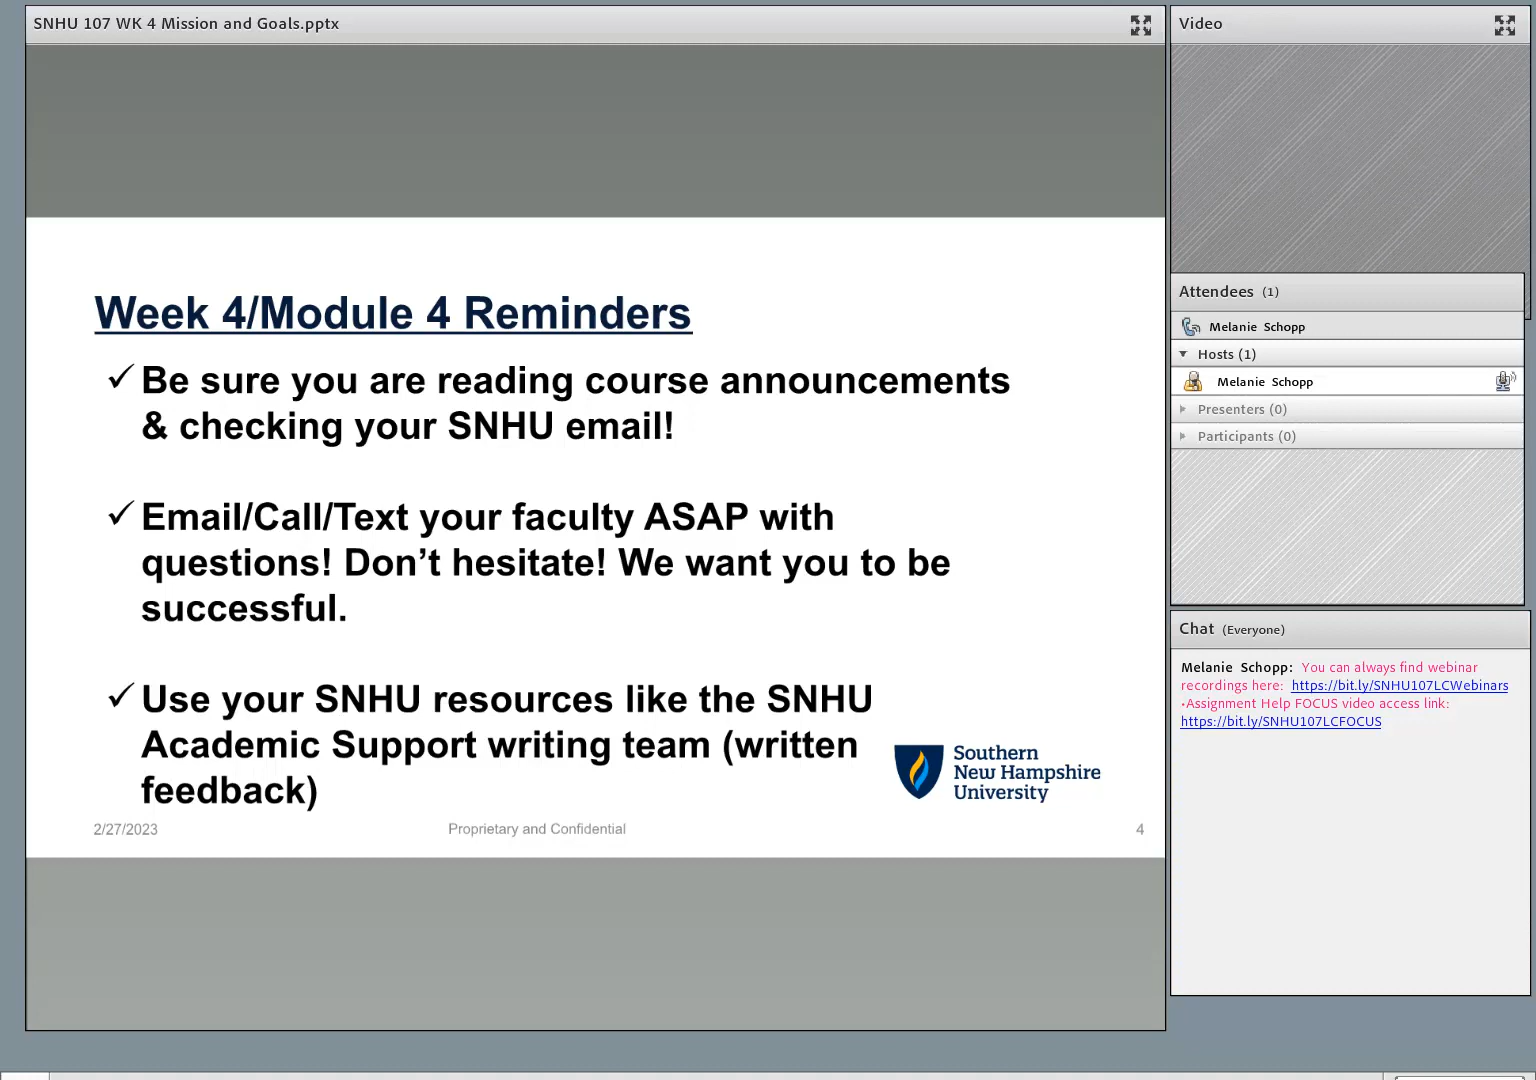 SNHU 107 WK 4 Mission and Goals.pptx
Week 4/Module 4 Reminders
✓ Be sure you are reading course announcements
& checking your SNHU email!
✓ Email/Call/Text your faculty ASAP with
questions! Don’t hesitate! We want you to be
successful.
✓ Use your SNHU resources like the SNHU
Academic Support writing team (written
feedback)
Southern
New Hampshire
University
2/27/2023
Proprietary and Confidential
4
Video
Attendees (1)
Melanie Schopp
Hosts (1)
Melanie Schopp
Presenters (0)
Participants (0)
Chat (Everyone)
Melanie Schopp: You can always find webinar
recordings here: https://bit.ly/SNHU107LCWebinars
•Assignment Help FOCUS video access link:
https://bit.ly/SNHU107LCFOCUS